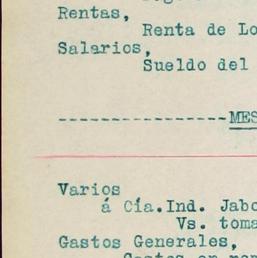 Rentas,
Renta de Lo
Salarios,
Sueldo del
----------------MES
Varios
á Cía.Ind. Jabo
Vs. toma
Gastos Generales,